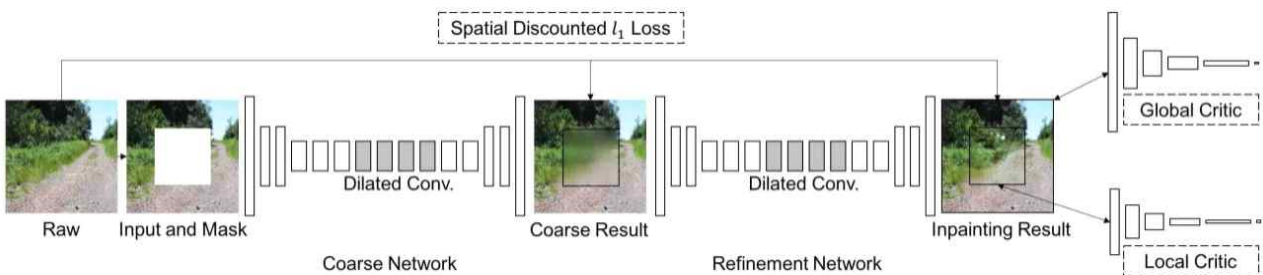 Spatial Discounted l₁ Loss
Global Critic
Dilated Conv.
Dilated Conv.
Raw
Input and Mask
Coarse Result
Inpainting Result
Coarse Network
Refinement Network
Local Critic